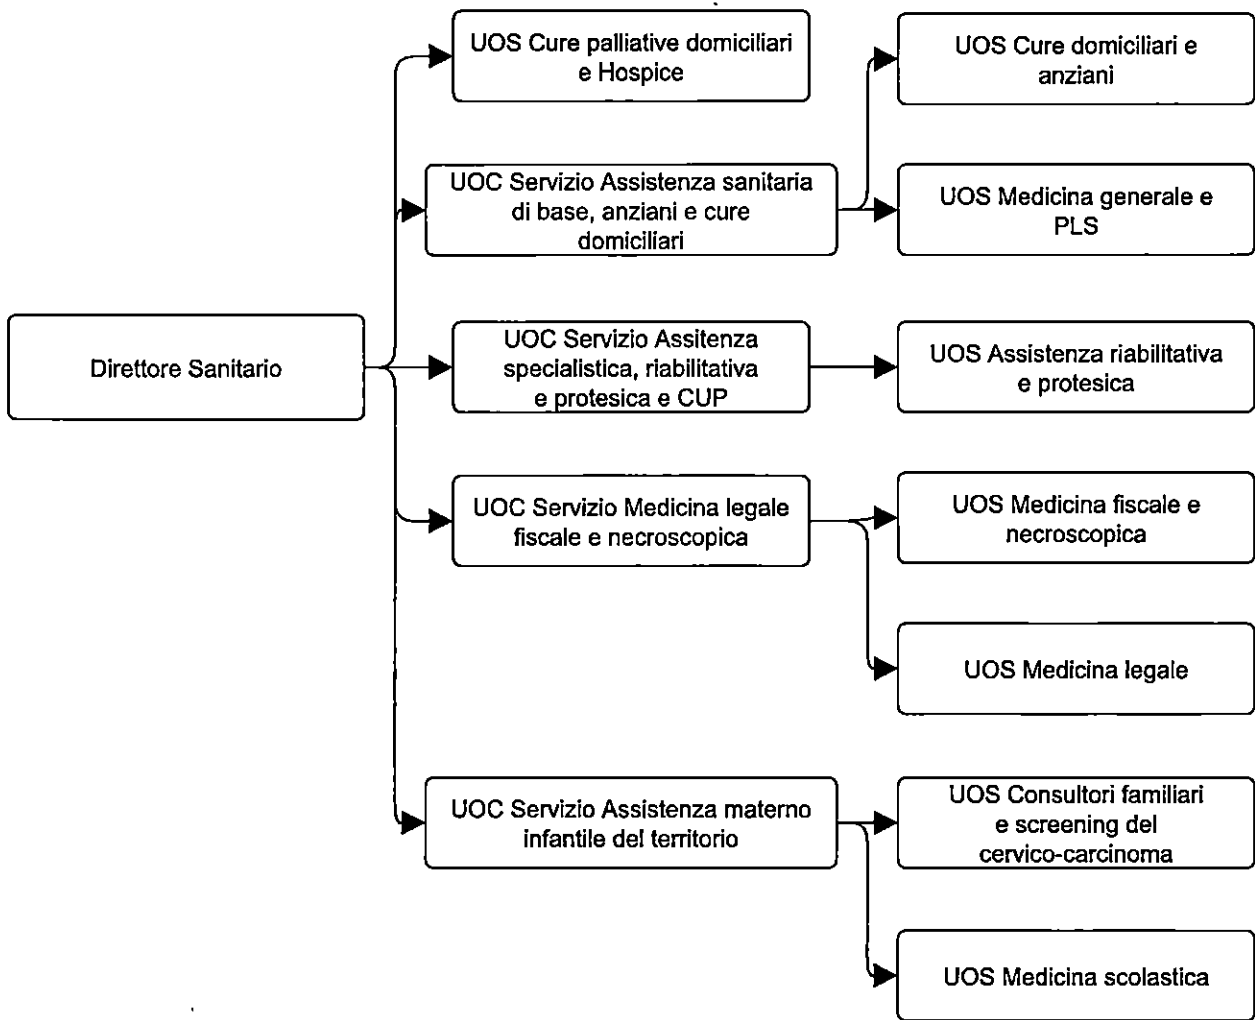 UOS Cure palliative domiciliari
e Hospice
UOS Cure domiciliari e
anziani
UOC Servizio Assistenza sanitaria
di base, anziani e cure
domiciliari
UOS Medicina generale e
PLS
Direttore Sanitario
UOC Servizio Assitenza
specialistica, riabilitativa
e protesica e CUP
UOS Assistenza riabilitativa
e protesica
UOC Servizio Medicina legale
fiscale e necroscopica
UOS Medicina fiscale e
necroscopica
UOS Medicina legale
UOC Servizio Assistenza materno
infantile del territorio
UOS Consultori familiari
e screening del
cervico-carcinoma
UOS Medicina scolastica